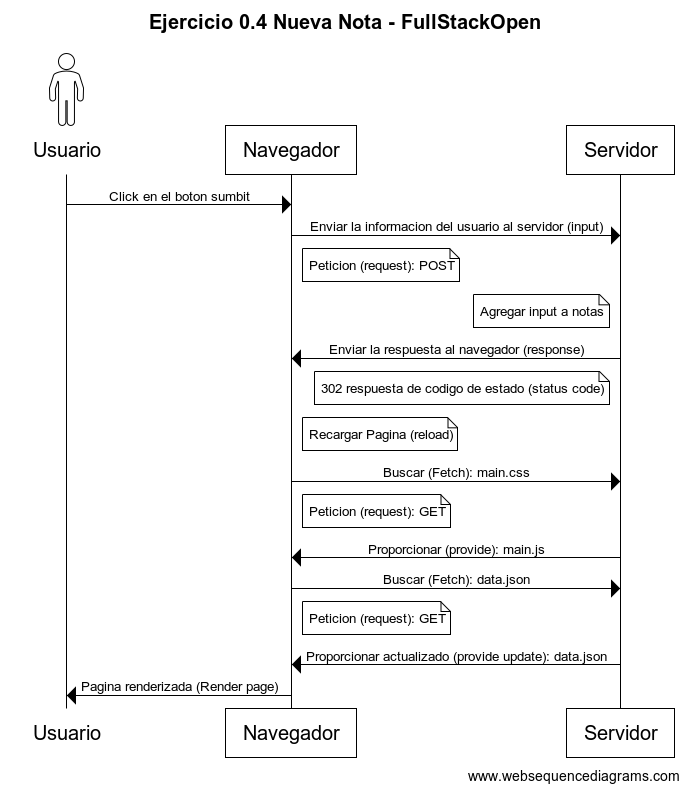 Ejercicio 0.4 Nueva Nota - FullStackOpen
Usuario
Navegador
Servidor
Click en el boton sumbit
Enviar la informacion del usuario al servidor (input)
Peticion (request): POST
Agregar input a notas
Enviar la respuesta al navegador (response)
302 respuesta de codigo de estado (status code)
Recargar Pagina (reload)
Buscar (Fetch): main.css
Peticion (request): GET
Proporcionar (provide): main.js
Buscar (Fetch): data.json
Peticion (request): GET
Proporcionar actualizado (provide update): data.json
Pagina renderizada (Render page)
Usuario
Navegador
Servidor
www.websequencediagrams.com